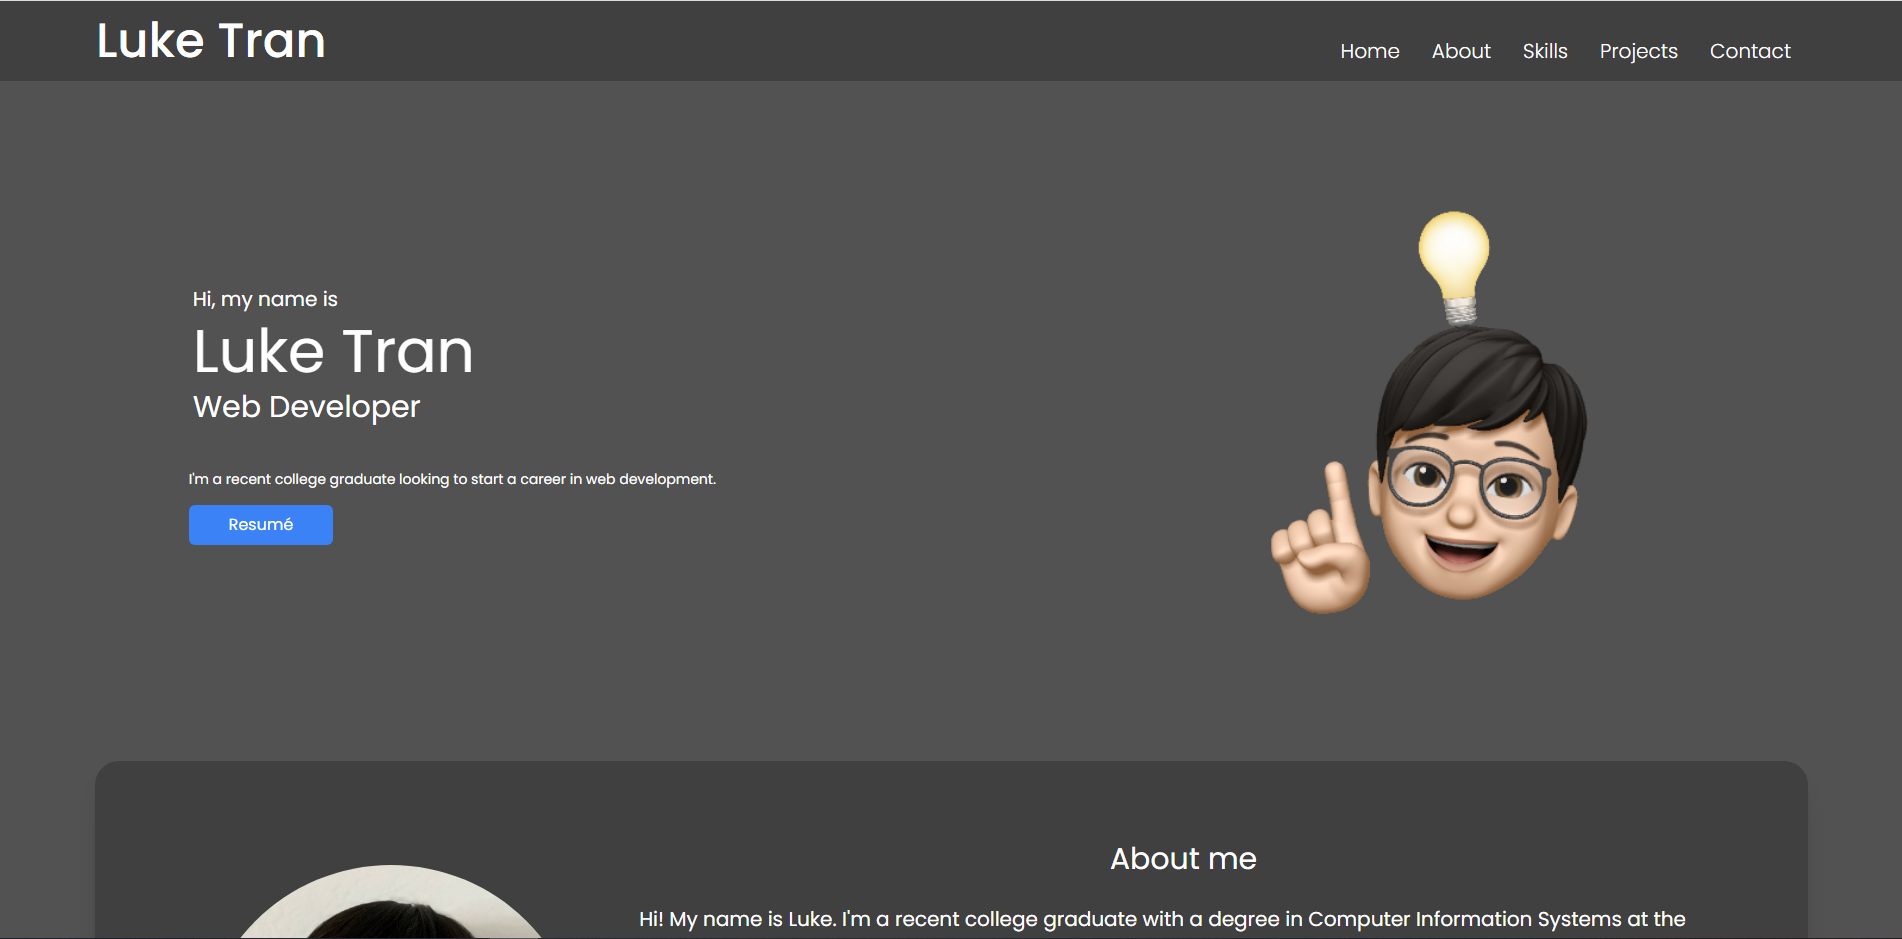 Luke Tran
Home About Skills Projects Contact
Hi, my name is
Luke Tran
Web Developer
I'm a recent college graduate looking to start a career in web development.
Resumé
About me
Hi! My name is Luke. I'm a recent college graduate with a degree in Computer Information Systems at the